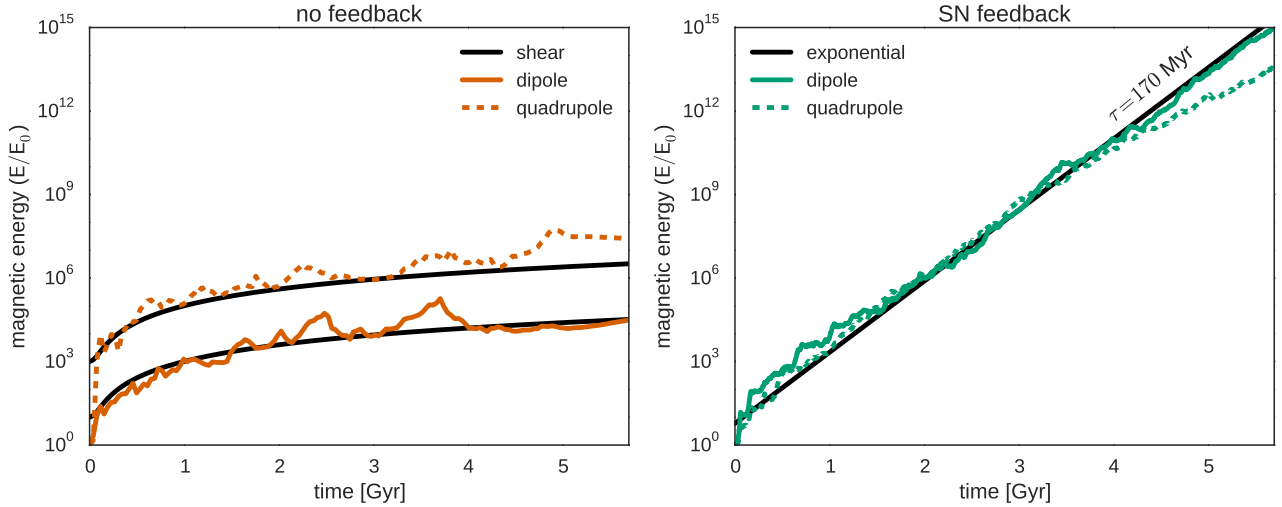 no feedback
10^15
10^12
10^9
10^6
10^3
10^0
magnetic energy (E/E_0)
shear
dipole
quadrupole
0 1 2 3 4 5
time [Gyr]
SN feedback
10^15
10^12
10^9
10^6
10^3
10^0
magnetic energy (E/E_0)
exponential
dipole
quadrupole
τ=170 Myr
0 1 2 3 4 5
time [Gyr]